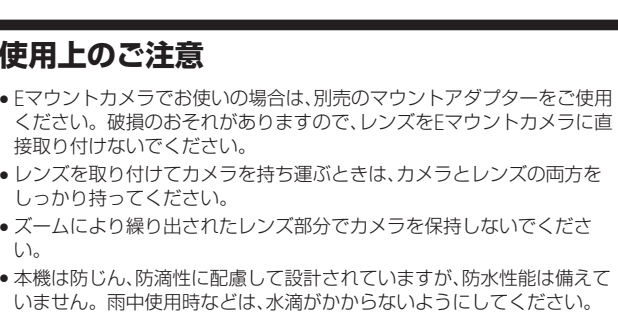 使用上のご注意
• Eマウントカメラでお使いの場合は、別売のマウントアダプターをご使用
ください。破損のおそれがありますので、レンズをEマウントカメラに直
接取り付けないでください。
• レンズを取り付けてカメラを持ち運ぶときは、カメラとレンズの両方を
しっかり持ってください。
• ズームにより繰り出されたレンズ部分でカメラを保持しないでくださ
い。
• 本機は防じん、防滴性に配慮して設計されていますが、防水性能は備えて
いません。雨中使用時などは、水滴がかからないようにしてください。